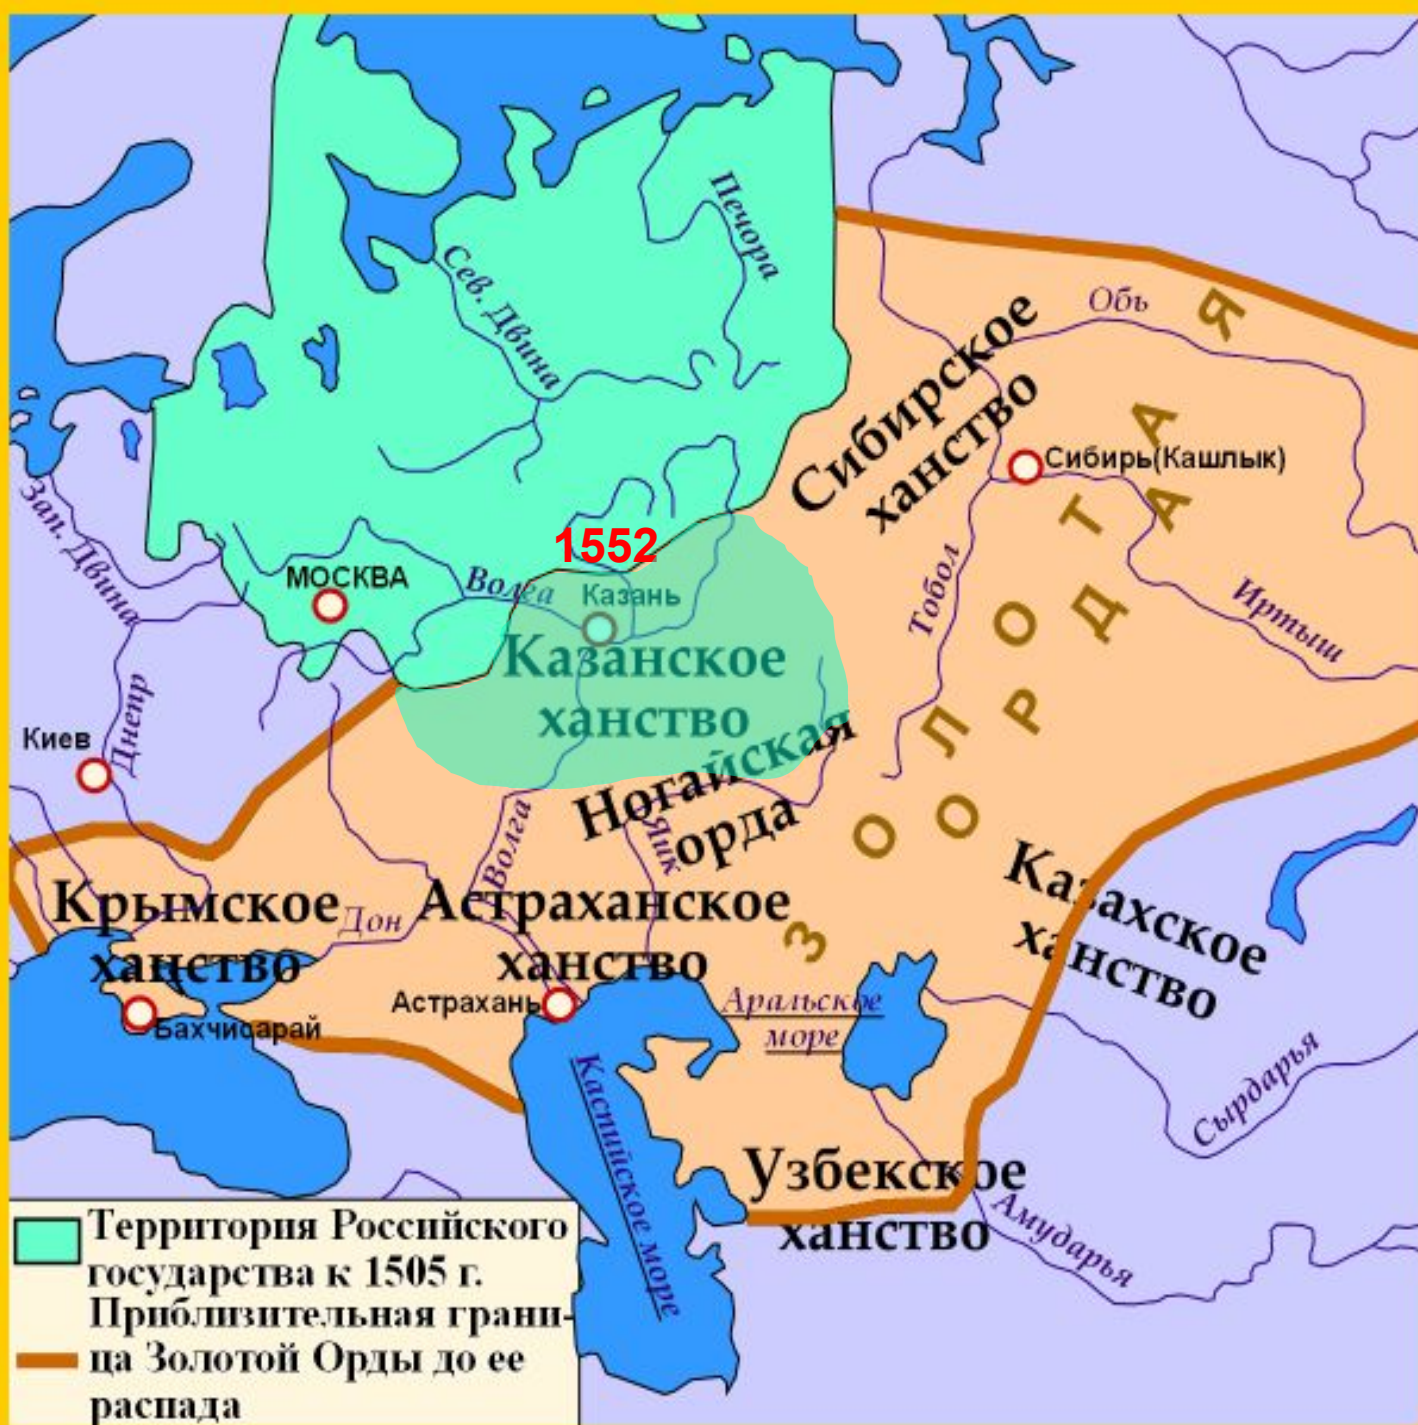 Печора
Сев. Двина
Обь
Сибирское
ханство
Сибирь(Кашлык)
Зап. Двина
1552
МОСКВА
Волга
Казань
Казанское
ханство
Тобол
Иртыш
ЗОЛОТАЯ
ОРДА
Киев
Днепр
Ногайская
орда
Волга
Яик
Казахское
ханство
Крымское
ханство
Дон
Астраханское
ханство
Астрахань
Бахчисарай
Аральское
море
Каспийское море
Сырдарья
Узбекское
ханство
Амударья
Территория Российского
государства к 1505 г.
Приблизительная грани-
ца Золотой Орды до ее
распада